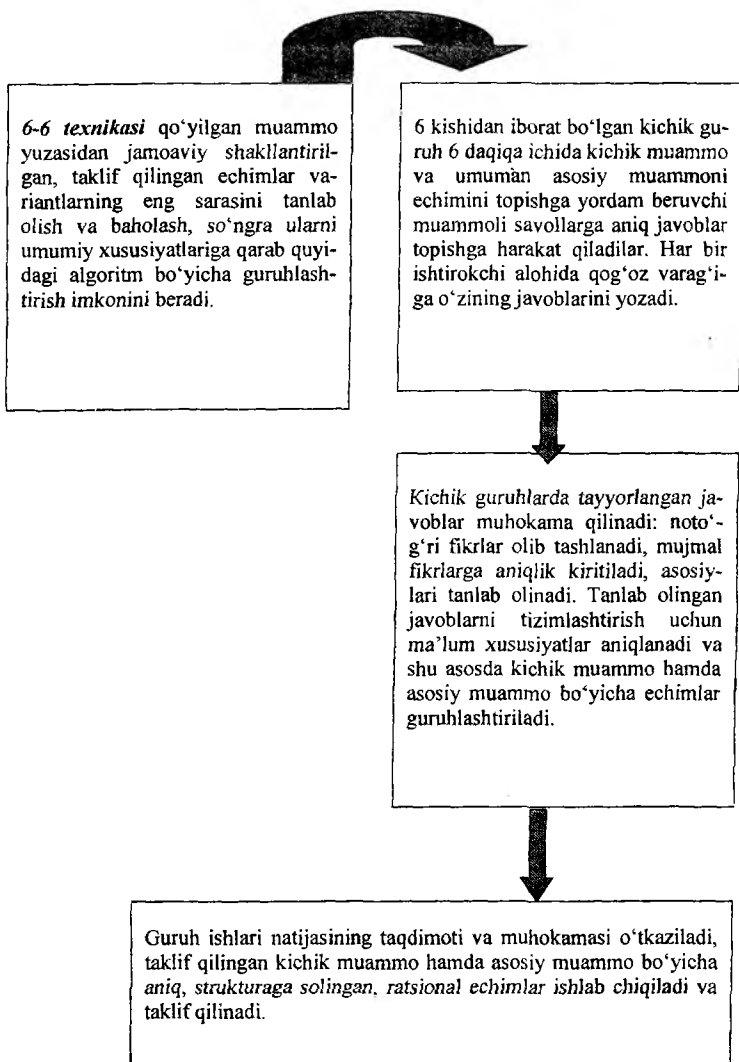 6-6 texnikasi qo‘yilgan muammo
yuzasidan jamoaviy shakllantiril-
gan, taklif qilingan echimlar va-
riantlarning eng sarasini tanlab
olish va baholash, so‘ngra ularni
umumiy xususiyatlariga qarab quyi-
dagi algoritm bo‘yicha guruhlash-
tirish imkonini beradi.
6 kishidan iborat bo‘lgan kichik gu-
ruh 6 daqiqa ichida kichik muammo
va umuman asosiy muammoni
echimini topishga yordam beruvchi
muammoli savollarga aniq javoblar
topishga harakat qiladilar. Har bir
ishtirokchi alohida qog‘oz varag‘i-
ga o‘zining javoblarini yozadi.
Kichik guruhlarda tayyorlangan ja-
voblar muhokama qilinadi: noto‘-
g‘ri fikrlar olib tashlanadi, mujmal
fikrlarga aniqlik kiritiladi, asosiy-
lari tanlab olinadi. Tanlab olingan
javoblarni tizimlashtirish uchun
ma’lum xususiyatlar aniqlanadi va
shu asosda kichik muammo hamda
asosiy muammo bo‘yicha echimlar
guruhlashtiriladi.
Guruh ishlari natijasining taqdimoti va muhokamasi o‘tkaziladi,
taklif qilingan kichik muammo hamda asosiy muammo bo‘yicha
aniq, strukturaga solingan, ratsional echimlar ishlab chiqiladi va
taklif qilinadi.